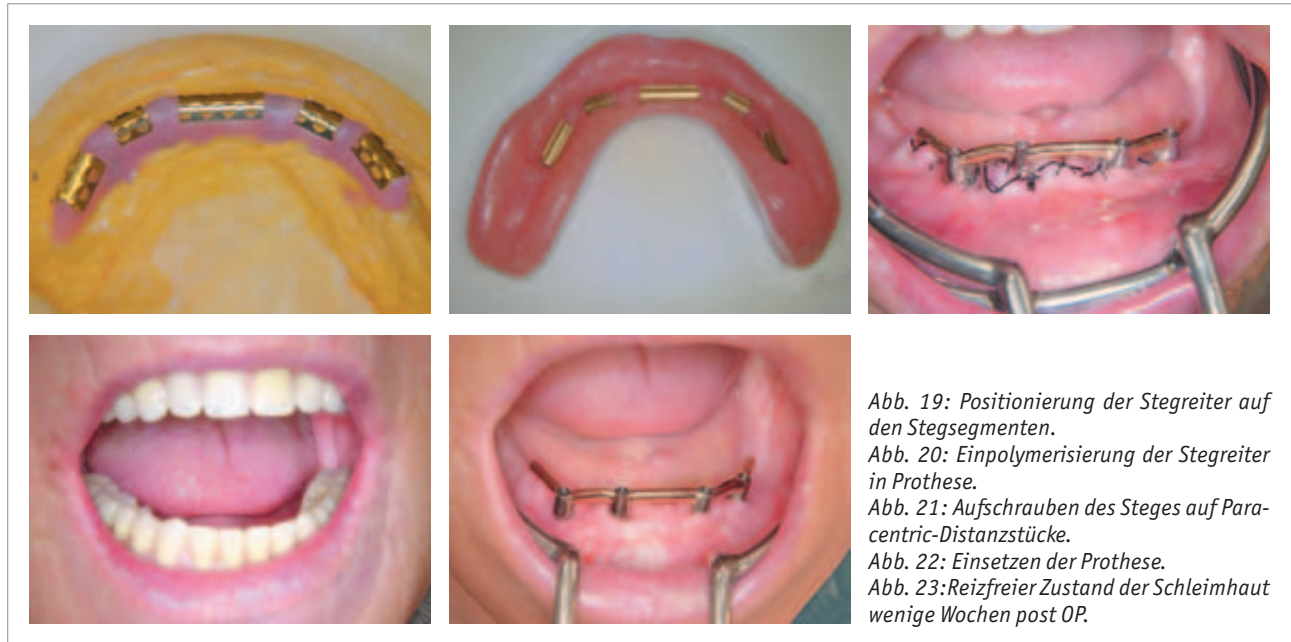 Abb. 19: Positionierung der Stegreiter auf
den Stegsegmenten.
Abb. 20: Einpolymerisierung der Stegreiter
in Prothese.
Abb. 21: Aufschrauben des Steges auf Para-
centric-Distanzstücke.
Abb. 22: Einsetzen der Prothese.
Abb. 23:Reizfreier Zustand der Schleimhaut
wenige Wochen post OP.